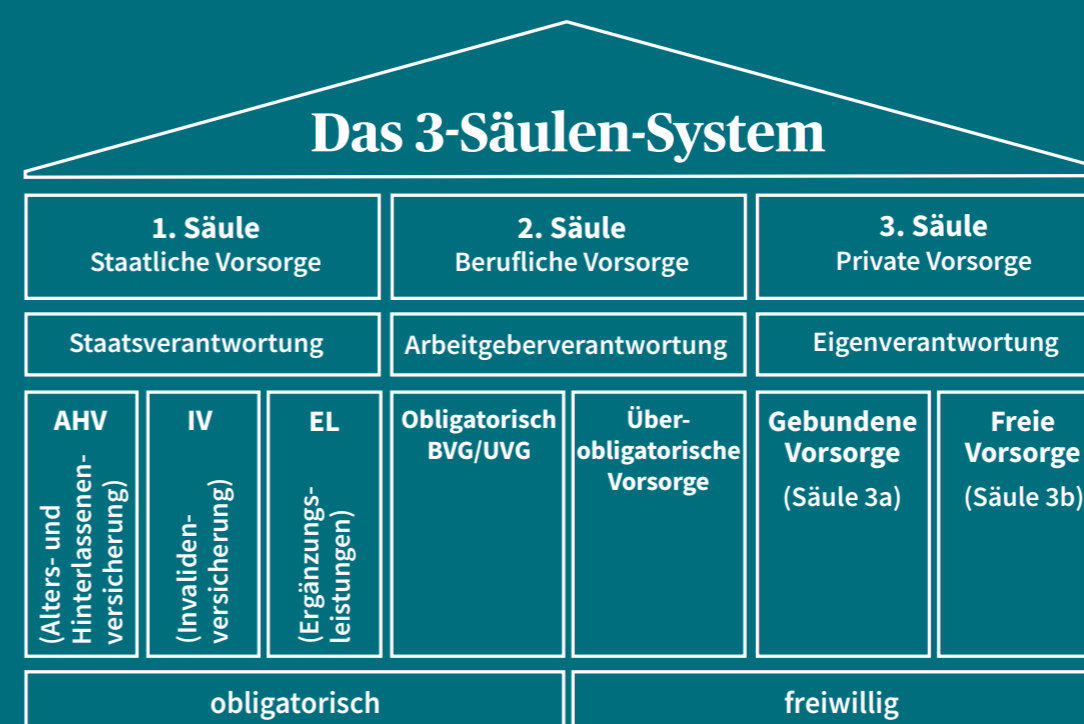 Das 3-Säulen-System
1. Säule
Staatliche Vorsorge
2. Säule
Berufliche Vorsorge
3. Säule
Private Vorsorge
Staatsverantwortung
Arbeitgeberverantwortung
Eigenverantwortung
AHV
(Alters- und
Hinterlassenen-
versicherung)
IV
(Invaliden-
versicherung)
EL
(Ergänzungs-
leistungen)
Obligatorisch
BVG/UVG
Über-
obligatorische
Vorsorge
Gebundene
Vorsorge
(Säule 3a)
Freie
Vorsorge
(Säule 3b)
obligatorisch
freiwillig